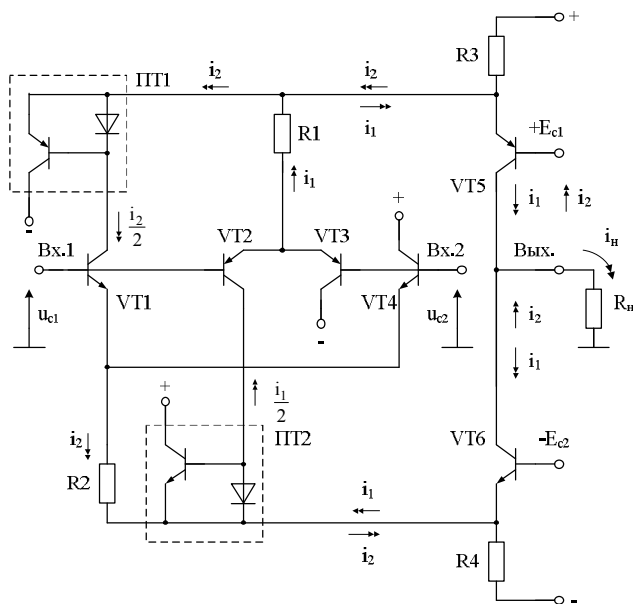 +
ПТ1
i₂
i₂
R3
R1
i₁
+Ec1
i₁
VT5
-
i₂/2
+
i₁
i₂
Вх.1
VT2
VT3
Вх.2
Вых.
iн
VT1
VT4
uc1
-
uc2
i₂
Rн
i₁
+
i₁/2
ПТ2
i₂
VT6
-Ec2
R2
i₁
i₂
R4
-